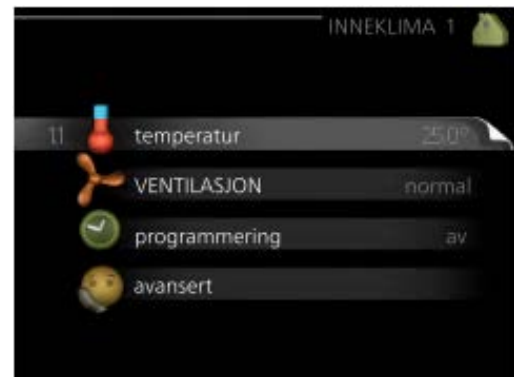 INNEKLIMA 1
1.1 temperatur 25.0°
VENTILASJON normal
programmering av
avansert